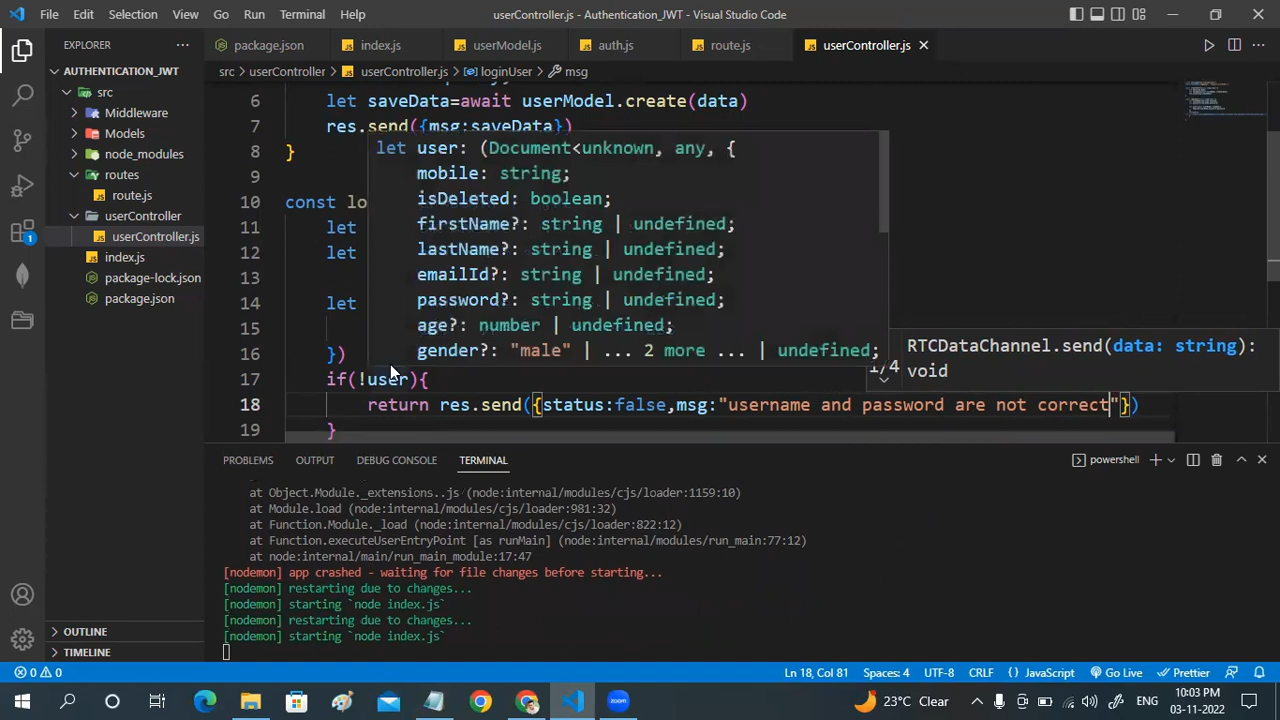 File Edit Selection View Go Run Terminal Help
userController.js - Authentication_JWT - Visual Studio Code
EXPLORER
package.json
index.js
userModel.js
auth.js
route.js
userController.js
AUTHENTICATION_JWT
src > userController > userController.js > loginUser > msg
src
Middleware
Models
node_modules
routes
route.js
userController
userController.js
index.js
package-lock.json
package.json
OUTLINE
TIMELINE
6 let saveData=await userModel.create(data)
7 res.send({msg:saveData})
8 }
9
10 const lo
11 let
12 let
13
14 let
15
16 })
17 if(!user){
18 return res.send({status:false,msg:"username and password are not correct"})
19 }
let user: (Document<unknown, any, {
mobile: string;
isDeleted: boolean;
firstName?: string | undefined;
lastName?: string | undefined;
emailId?: string | undefined;
password?: string | undefined;
age?: number | undefined;
gender?: "male" | ... 2 more ... | undefined;
1/4
RTCDataChannel.send(data: string):
void
PROBLEMS OUTPUT DEBUG CONSOLE TERMINAL
powershell
at Object.Module._extensions..js (node:internal/modules/cjs/loader:1159:10)
at Module.load (node:internal/modules/cjs/loader:981:32)
at Function.Module._load (node:internal/modules/cjs/loader:822:12)
at Function.executeUserEntryPoint [as runMain] (node:internal/modules/run_main:77:12)
at node:internal/main/run_main_module:17:47
[nodemon] app crashed - waiting for file changes before starting...
[nodemon] restarting due to changes...
[nodemon] starting `node index.js`
[nodemon] restarting due to changes...
[nodemon] starting `node index.js`
0 0
Ln 18, Col 81 Spaces: 4 UTF-8 CRLF {} JavaScript Go Live Prettier
23°C Clear
ENG
10:03 PM
03-11-2022